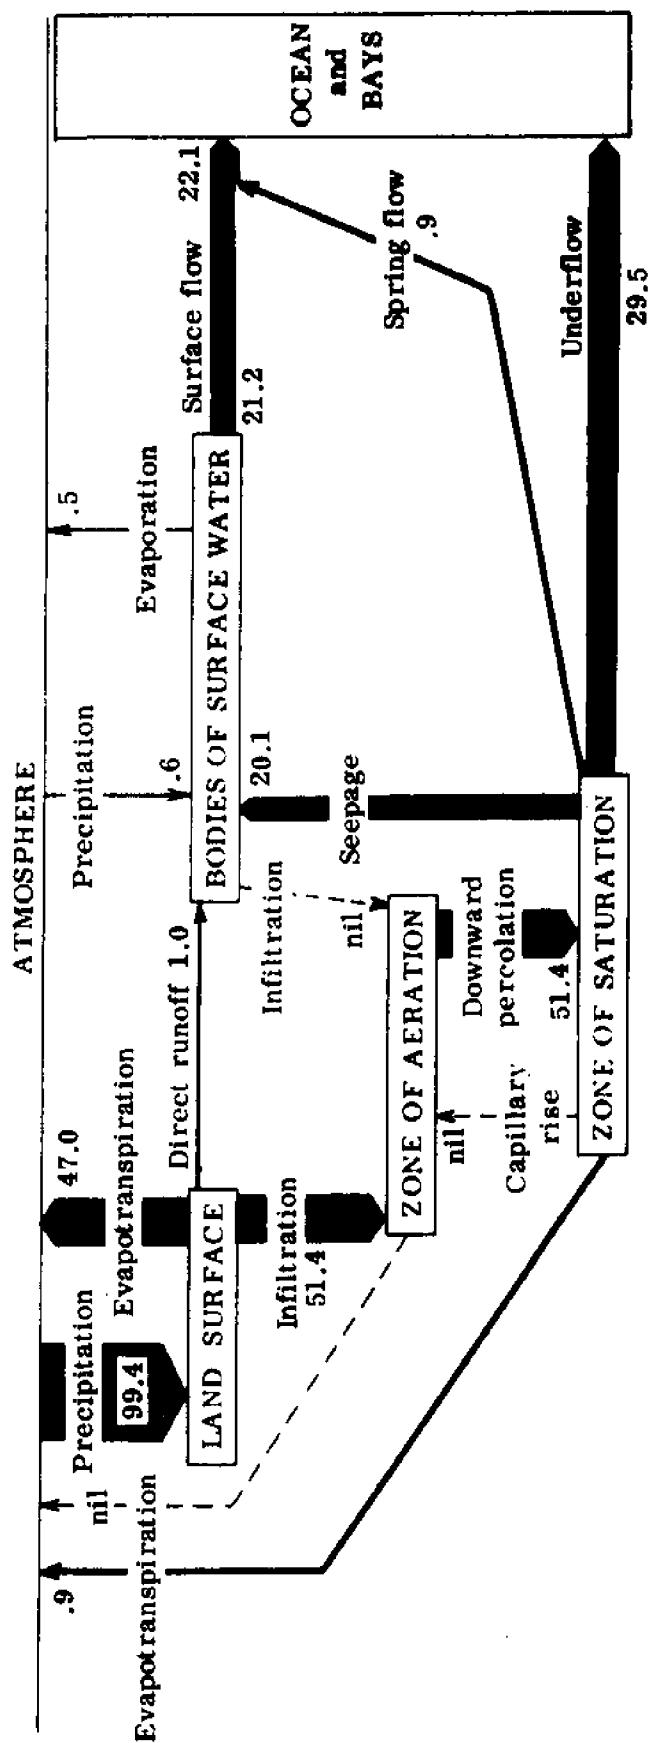 ATMOSPHERE
.9
Evapotranspiration
nil
Precipitation
99.4
47.0
Evapotranspiration
Precipitation
.6
.5
Evaporation
LAND SURFACE
Direct runoff 1.0
BODIES OF SURFACE WATER
Surface flow
21.2
22.1
OCEAN
and
BAYS
Infiltration
51.4
Infiltration
nil
20.1
Seepage
Spring flow
.9
ZONE OF AERATION
nil
Capillary
rise
Downward
percolation
51.4
ZONE OF SATURATION
Underflow
29.5